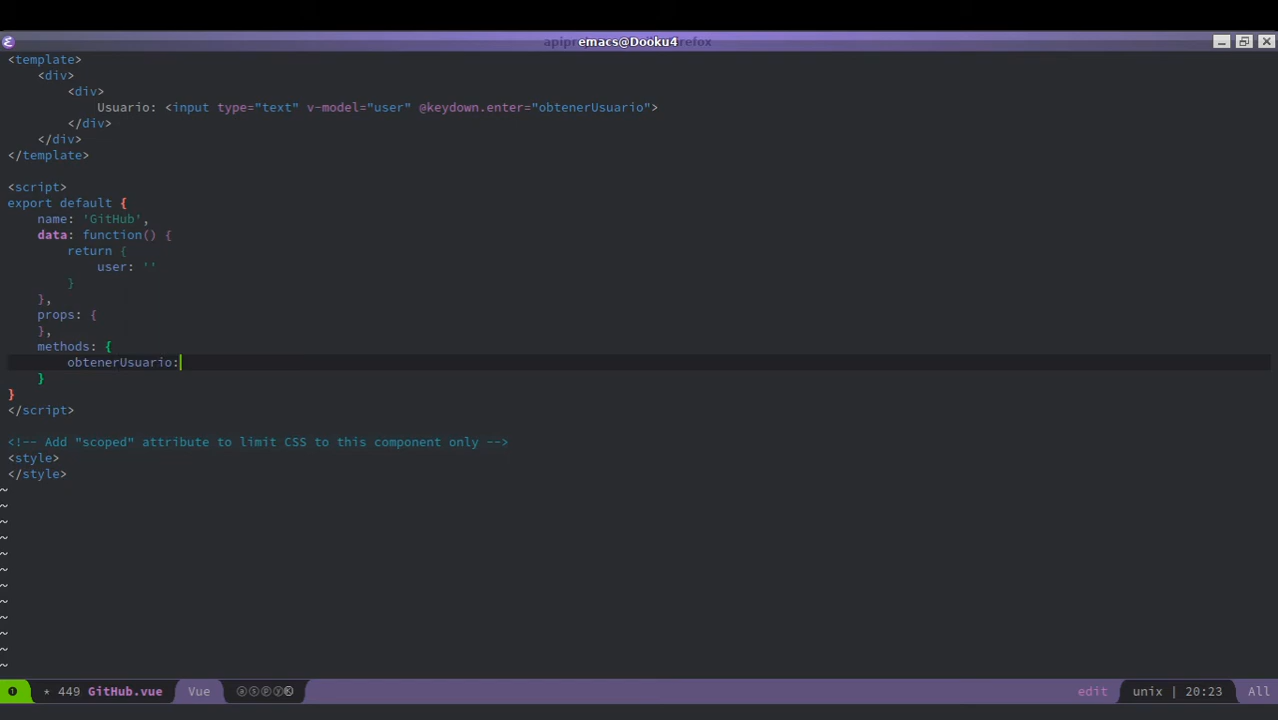 emacs@Dooku4
<template>
<div>
<div>
Usuario: <input type="text" v-model="user" @keydown.enter="obtenerUsuario">
</div>
</div>
</template>
<script>
export default {
name: 'GitHub',
data: function() {
return {
user: ''
}
},
props: {
},
methods: {
obtenerUsuario:
}
}
</script>
<!-- Add "scoped" attribute to limit CSS to this component only -->
<style>
</style>
~
~
~
~
~
~
~
~
~
~
~
~
* 449 GitHub.vue Vue ⓐⓢⓟⓨ edit unix | 20:23 All